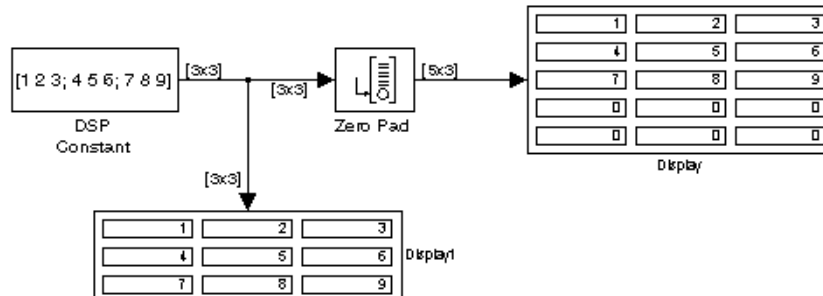 [1 2 3; 4 5 6; 7 8 9]
DSP
Constant
[3x3]
[3x3]
Zero Pad
[5x3]
1 2 3
4 5 6
7 8 9
0 0 0
0 0 0
Display
[3x3]
1 2 3
4 5 6
7 8 9
Display1